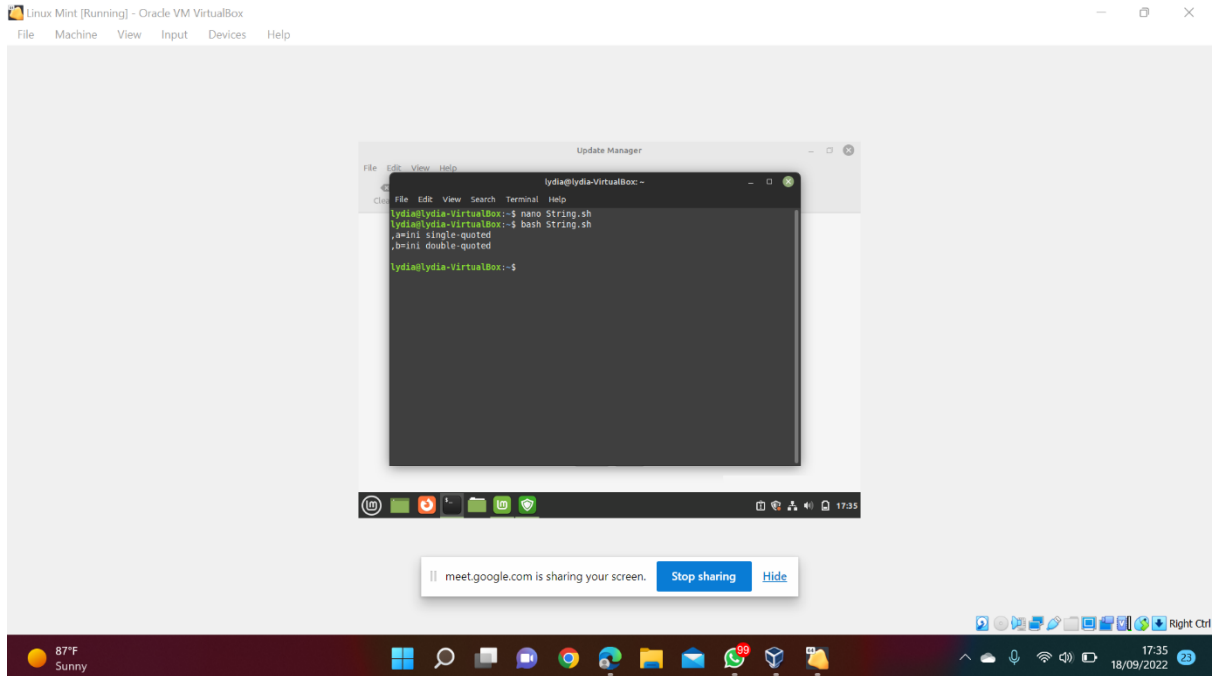 Linux Mint [Running] - Oracle VM VirtualBox
File Machine View Input Devices Help
Update Manager
File Edit View Help
Clea
lydia@lydia-VirtualBox: ~
File Edit View Search Terminal Help
lydia@lydia-VirtualBox:~$ nano String.sh
lydia@lydia-VirtualBox:~$ bash String.sh
,a=ini single-quoted
,b=ini double-quoted
lydia@lydia-VirtualBox:~$
17:35
meet.google.com is sharing your screen. Stop sharing Hide
Right Ctrl
87°F
Sunny
99
17:35
18/09/2022
23